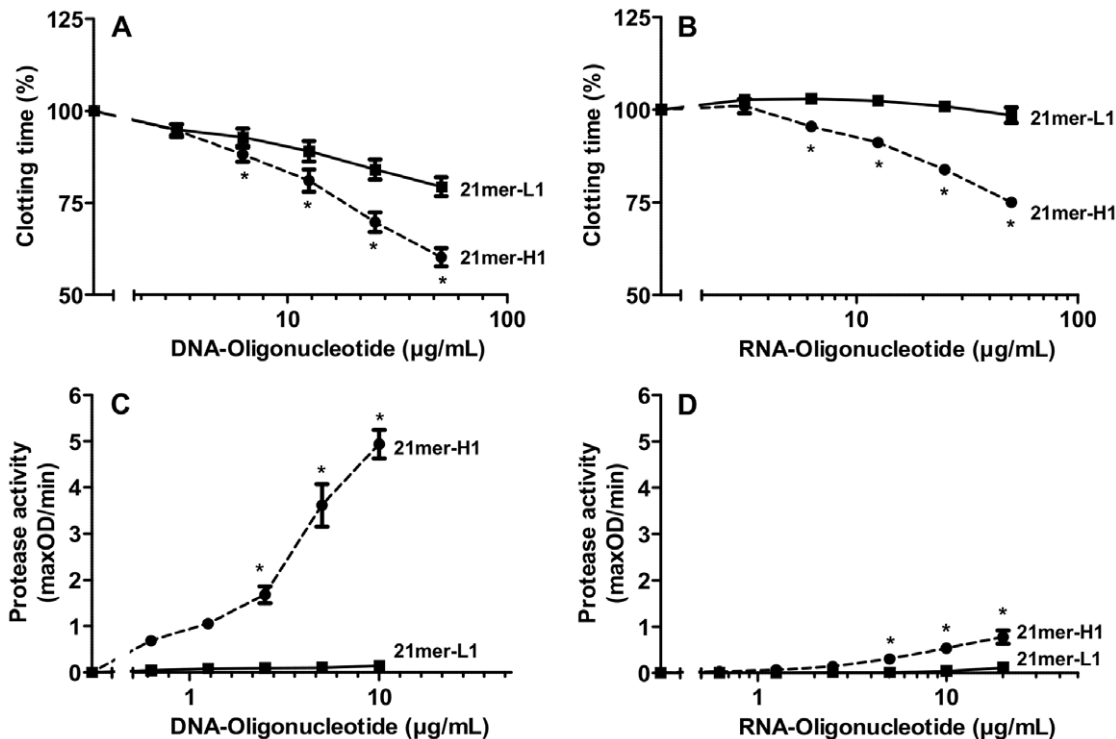 A
125
100
75
50
Clotting time (%)
21mer-L1
21mer-H1
*
*
*
*
10
100
DNA-Oligonucleotide (µg/mL)
B
125
100
75
50
Clotting time (%)
21mer-L1
21mer-H1
*
*
*
*
10
100
RNA-Oligonucleotide (µg/mL)
C
6
5
4
3
2
1
0
Protease activity
(maxOD/min)
*
*
*
21mer-H1
21mer-L1
1
10
DNA-Oligonucleotide (µg/mL)
D
6
5
4
3
2
1
0
Protease activity
(maxOD/min)
*
*
*
21mer-H1
21mer-L1
1
10
RNA-Oligonucleotide (µg/mL)